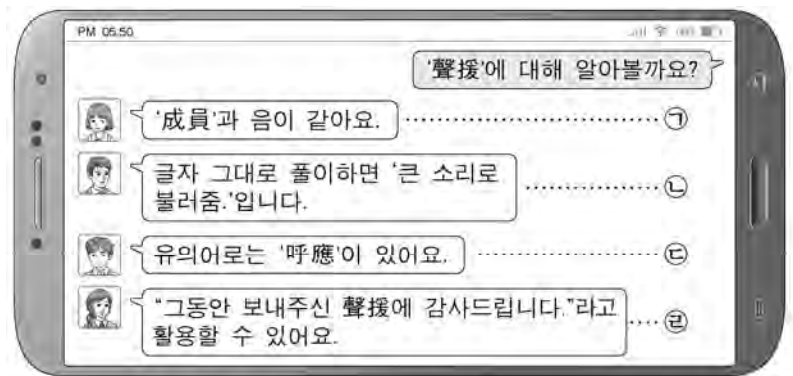 PM 05:50
'聲援'에 대해 알아볼까요?
'成員'과 음이 같아요. ㉠
글자 그대로 풀이하면 '큰 소리로 ㉡
불러줌.'입니다.
유의어로는 '呼應'이 있어요. ㉢
"그동안 보내주신 聲援에 감사드립니다."라고 ㉣
활용할 수 있어요.